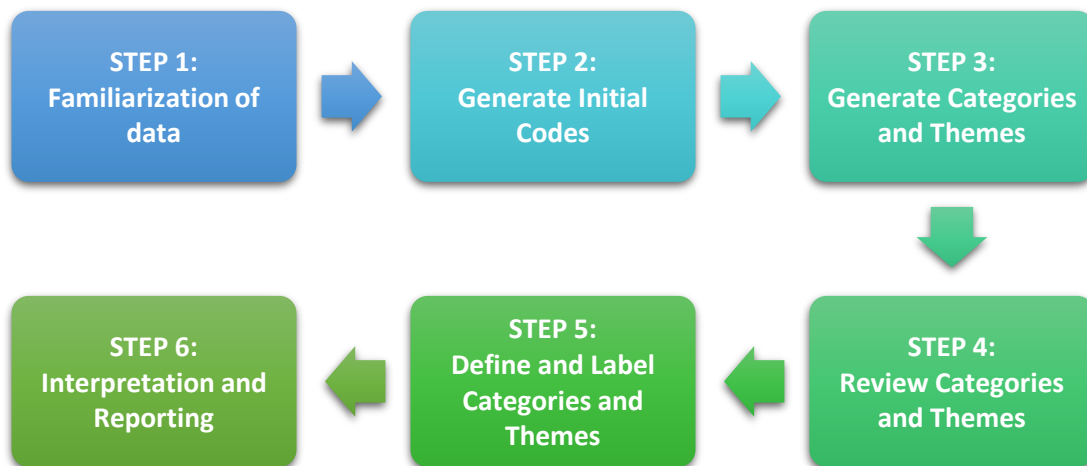 STEP 1:
Familiarization of
data
STEP 2:
Generate Initial
Codes
STEP 3:
Generate Categories
and Themes
STEP 4:
Review Categories
and Themes
STEP 5:
Define and Label
Categories and
Themes
STEP 6:
Interpretation and
Reporting